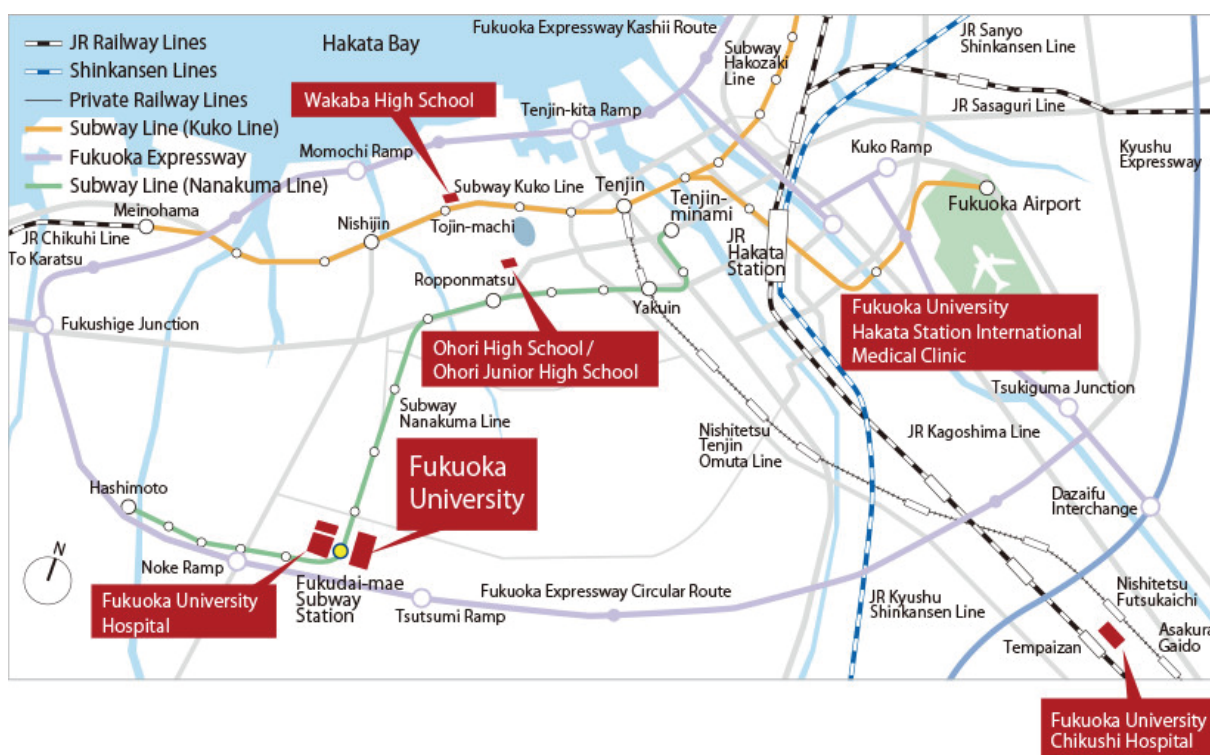 JR Railway Lines
Shinkansen Lines
Private Railway Lines
Subway Line (Kuko Line)
Fukuoka Expressway
Subway Line (Nanakuma Line)
Hakata Bay
Fukuoka Expressway Kashii Route
Subway
Hakozaki
Line
JR Sanyo
Shinkansen Line
JR Sasaguri Line
Kyushu
Expressway
Wakaba High School
Tenjin-kita Ramp
Momochi Ramp
Kuko Ramp
Meinohama
Subway Kuko Line
Tenjin
Tenjin-
minami
Fukuoka Airport
JR Chikuhi Line
To Karatsu
Nishijin
Tojin-machi
JR
Hakata
Station
Ropponmatsu
Yakuin
Fukushige Junction
Ohori High School /
Ohori Junior High School
Fukuoka University
Hakata Station International
Medical Clinic
Tsukiguma Junction
Subway
Nanakuma Line
Nishitetsu
Tenjin
Omuta Line
JR Kagoshima Line
Fukuoka
University
Hashimoto
Dazaifu
Interchange
N
Noke Ramp
Fukuoka University
Hospital
Fukudai-mae
Subway
Station
Tsutsumi Ramp
Fukuoka Expressway Circular Route
JR Kyushu
Shinkansen Line
Nishitetsu
Futsukaichi
Asakura
Gaido
Tempaizan
Fukuoka University
Chikushi Hospital